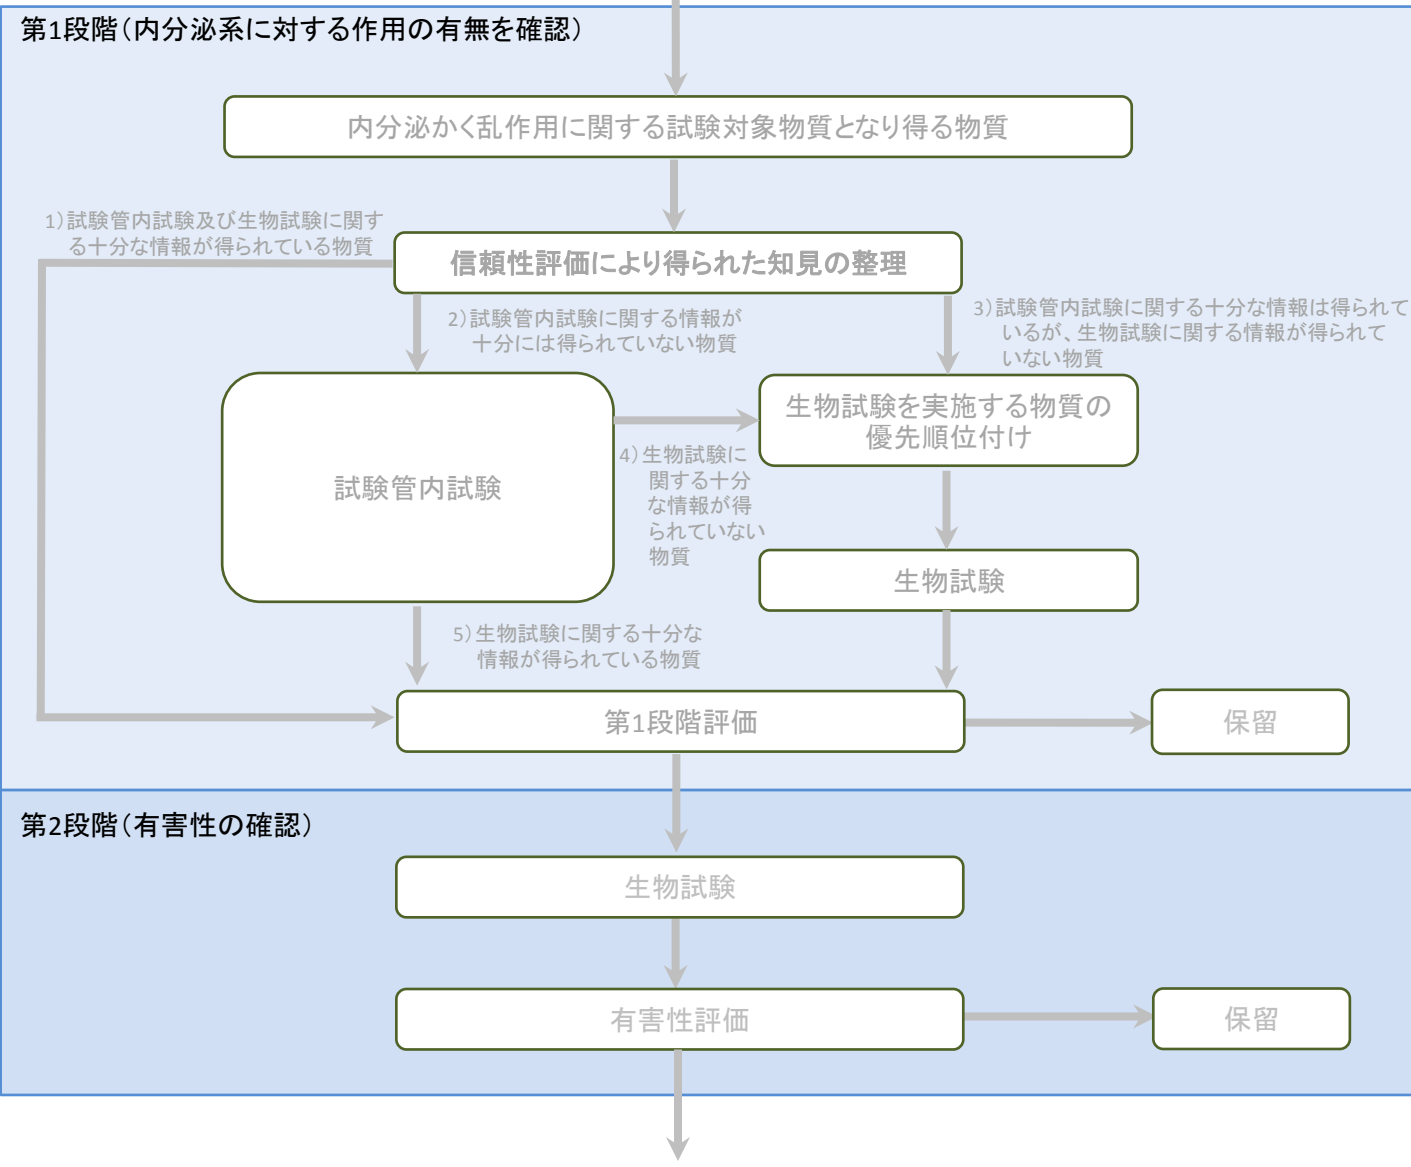 第1段階（内分泌系に対する作用の有無を確認）
内分泌かく乱作用に関する試験対象物質となり得る物質
1）試験管内試験及び生物試験に関す
る十分な情報が得られている物質
信頼性評価により得られた知見の整理
2）試験管内試験に関する情報が
十分には得られていない物質
3）試験管内試験に関する十分な情報は得られて
いるが、生物試験に関する情報が得られて
いない物質
試験管内試験
生物試験を実施する物質の
優先順位付け
4）生物試験に
関する十分
な情報が得
られていない
物質
生物試験
5）生物試験に関する十分な
情報が得られている物質
第1段階評価
保留
第2段階（有害性の確認）
生物試験
有害性評価
保留